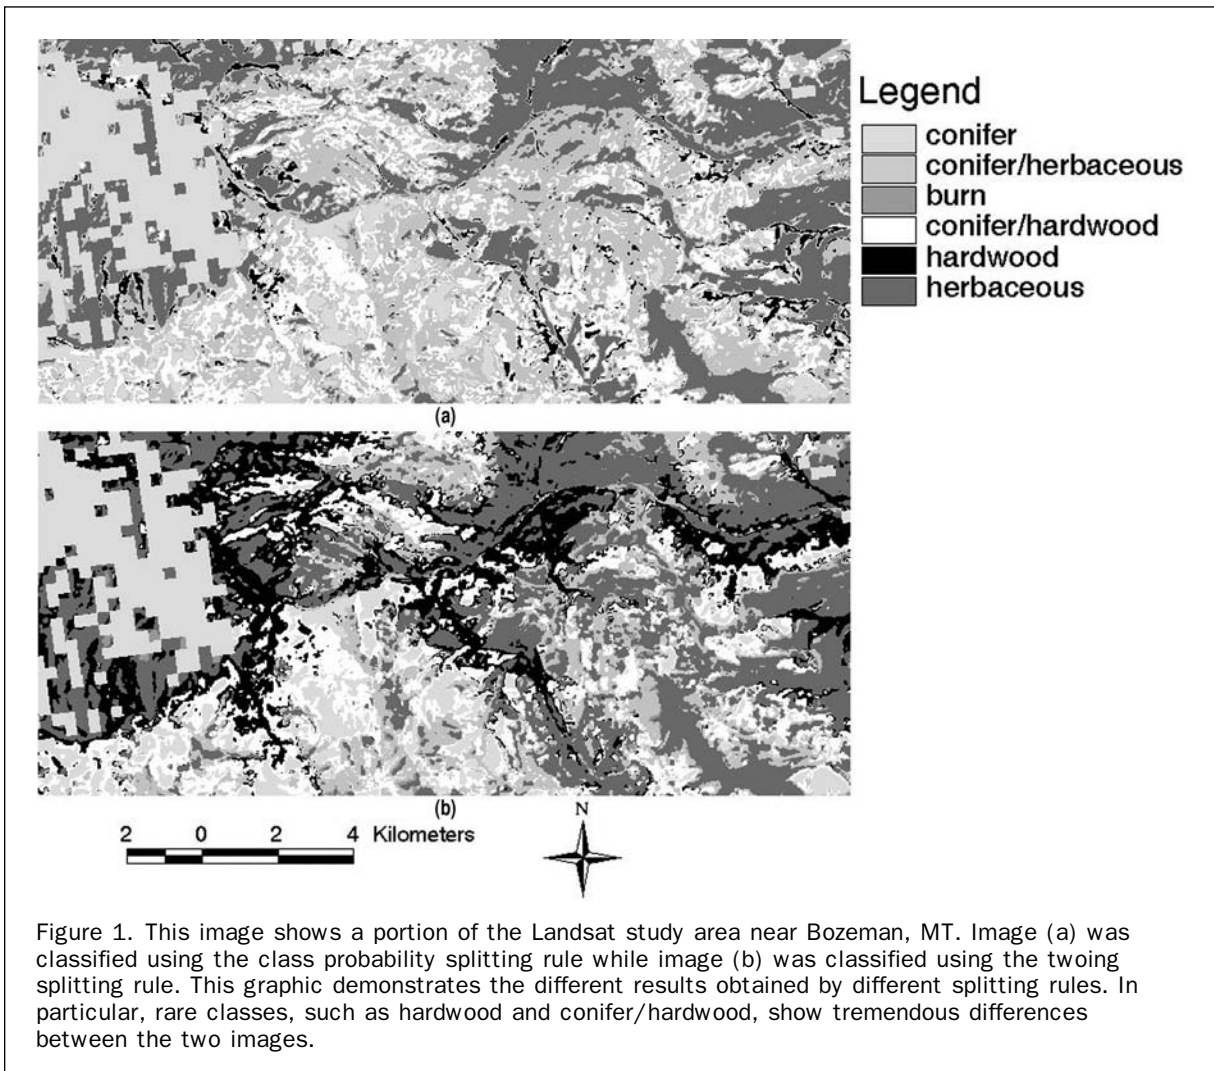 Legend
conifer
conifer/herbaceous
burn
conifer/hardwood
hardwood
herbaceous
(a)
(b)
N
2 0 2 4 Kilometers
Figure 1. This image shows a portion of the Landsat study area near Bozeman, MT. Image (a) was
classified using the class probability splitting rule while image (b) was classified using the twoing
splitting rule. This graphic demonstrates the different results obtained by different splitting rules. In
particular, rare classes, such as hardwood and conifer/hardwood, show tremendous differences
between the two images.